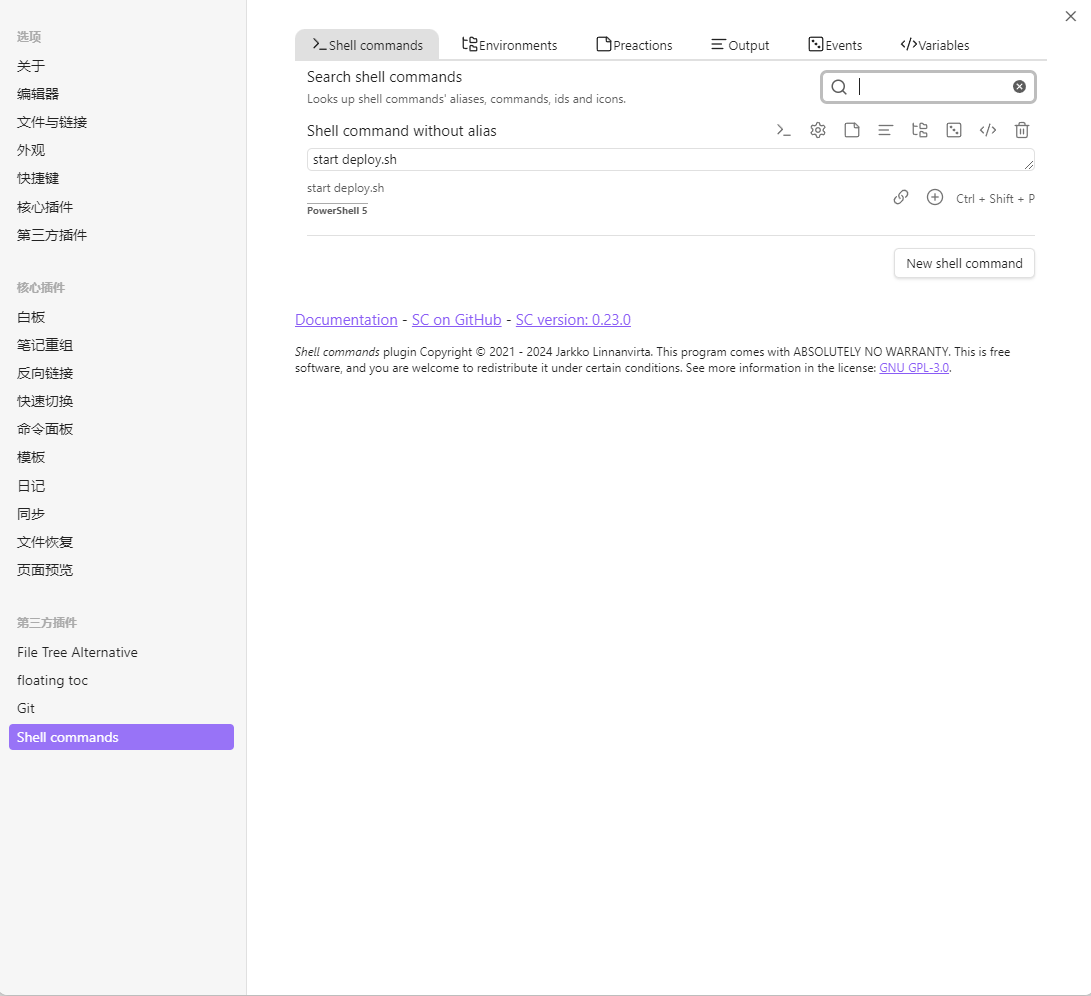 选项
关于
编辑器
文件与链接
外观
快捷键
核心插件
第三方插件
核心插件
白板
笔记重组
反向链接
快速切换
命令面板
模板
日记
同步
文件恢复
页面预览
第三方插件
File Tree Alternative
floating toc
Git
Shell commands
Shell commands Environments Preactions Output Events Variables
Search shell commands
Looks up shell commands' aliases, commands, ids and icons.
Shell command without alias
start deploy.sh
start deploy.sh
PowerShell 5
Ctrl + Shift + P
New shell command
Documentation - SC on GitHub - SC version: 0.23.0
Shell commands plugin Copyright © 2021 - 2024 Jarkko Linnanvirta. This program comes with ABSOLUTELY NO WARRANTY. This is free
software, and you are welcome to redistribute it under certain conditions. See more information in the license: GNU GPL-3.0.